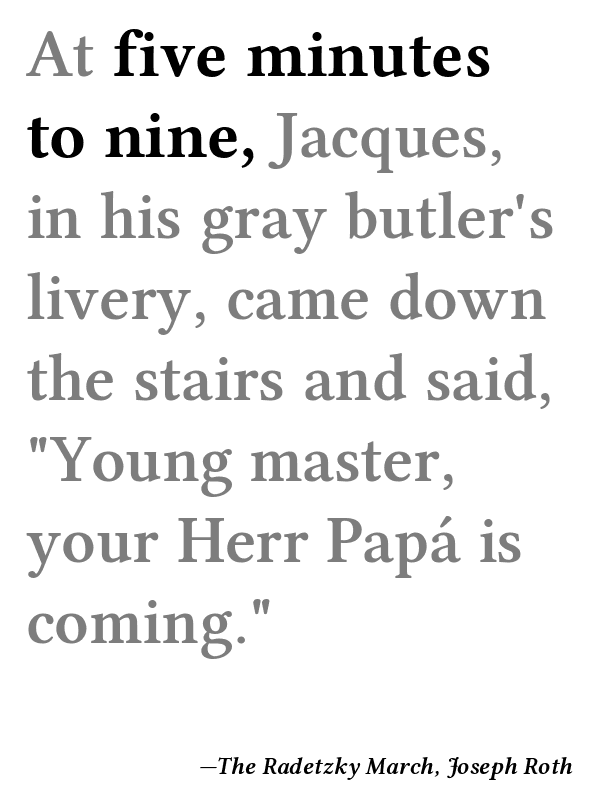 At five minutes
to nine, Jacques,
in his gray butler's
livery, came down
the stairs and said,
"Young master,
your Herr Papá is
coming."
—The Radetzky March, Joseph Roth